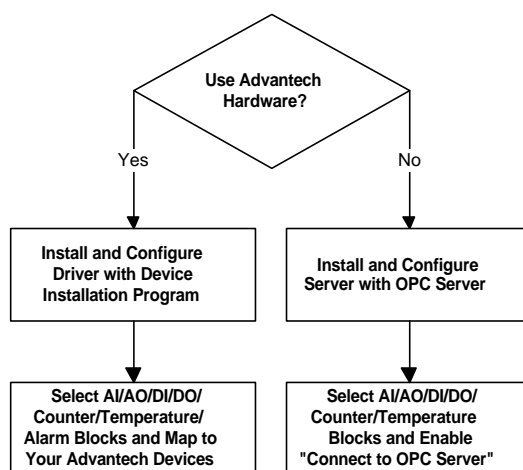 Use Advantech
Hardware?
Yes
No
Install and Configure
Driver with Device
Installation Program
Install and Configure
Server with OPC Server
Select AI/AO/DI/DO/
Counter/Temperature/
Alarm Blocks and Map to
Your Advantech Devices
Select AI/AO/DI/DO/
Counter/Temperature
Blocks and Enable
"Connect to OPC Server"